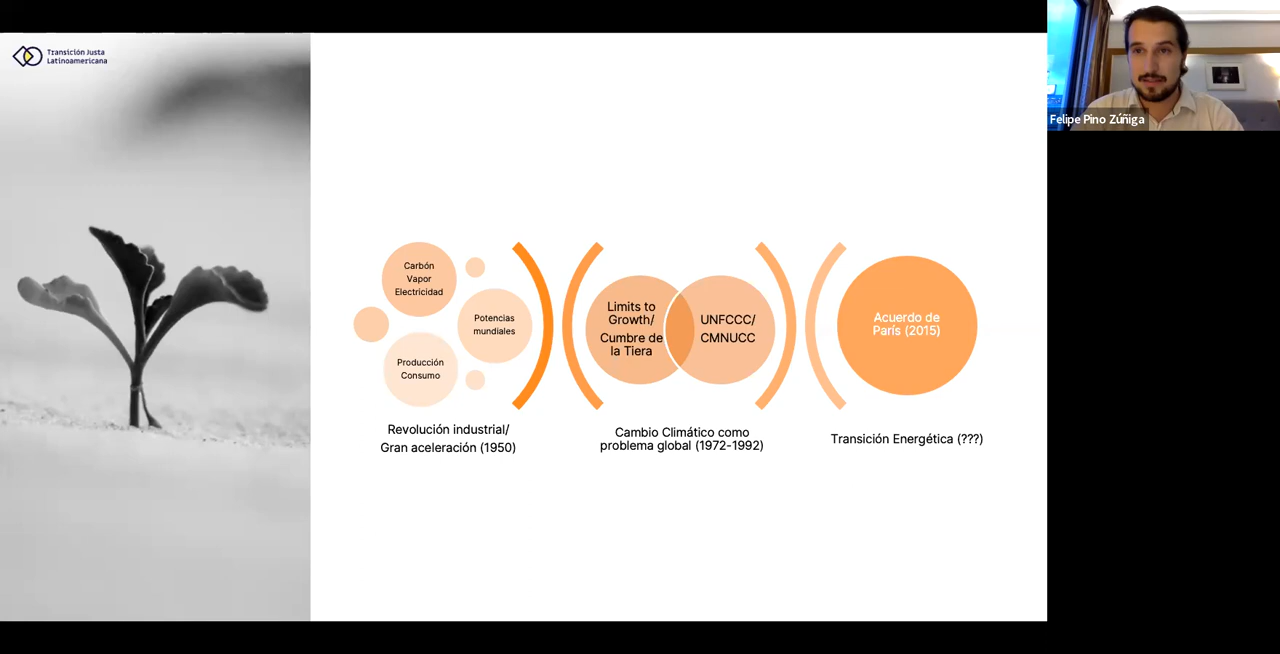 Transición Justa
Latinoamericana
Felipe Pino Zúñiga
Carbón
Vapor
Electricidad
Potencias
mundiales
Producción
Consumo
Revolución industrial/
Gran aceleración (1950)
Limits to
Growth/
Cumbre de
la Tiera
UNFCCC/
CMNUCC
Cambio Climático como
problema global (1972-1992)
Acuerdo de
París (2015)
Transición Energética (???)